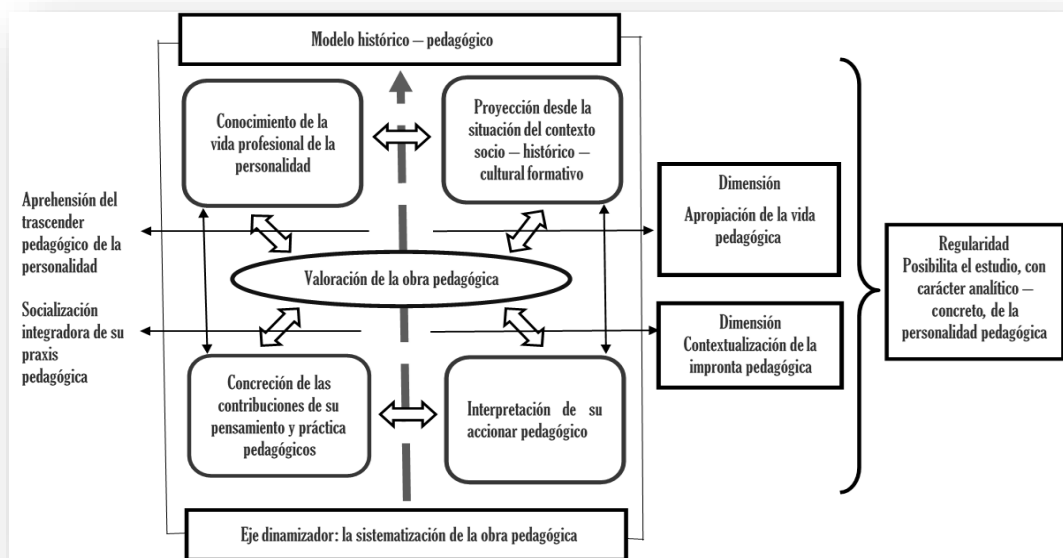 Modelo histórico – pedagógico
Conocimiento de la
vida profesional de la
personalidad
Proyección desde la
situación del contexto
socio – histórico –
cultural formativo
Aprehensión del
trascender
pedagógico de la
personalidad
Dimensión
Apropiación de la vida
pedagógica
Valoración de la obra pedagógica
Regularidad
Posibilita el estudio, con
carácter analítico –
concreto, de la
personalidad pedagógica
Socialización
integradora de su
praxis
pedagógica
Dimensión
Contextualización de la
impronta pedagógica
Concreción de las
contribuciones de su
pensamiento y práctica
pedagógicos
Interpretación de su
accionar pedagógico
Eje dinamizador: la sistematización de la obra pedagógica